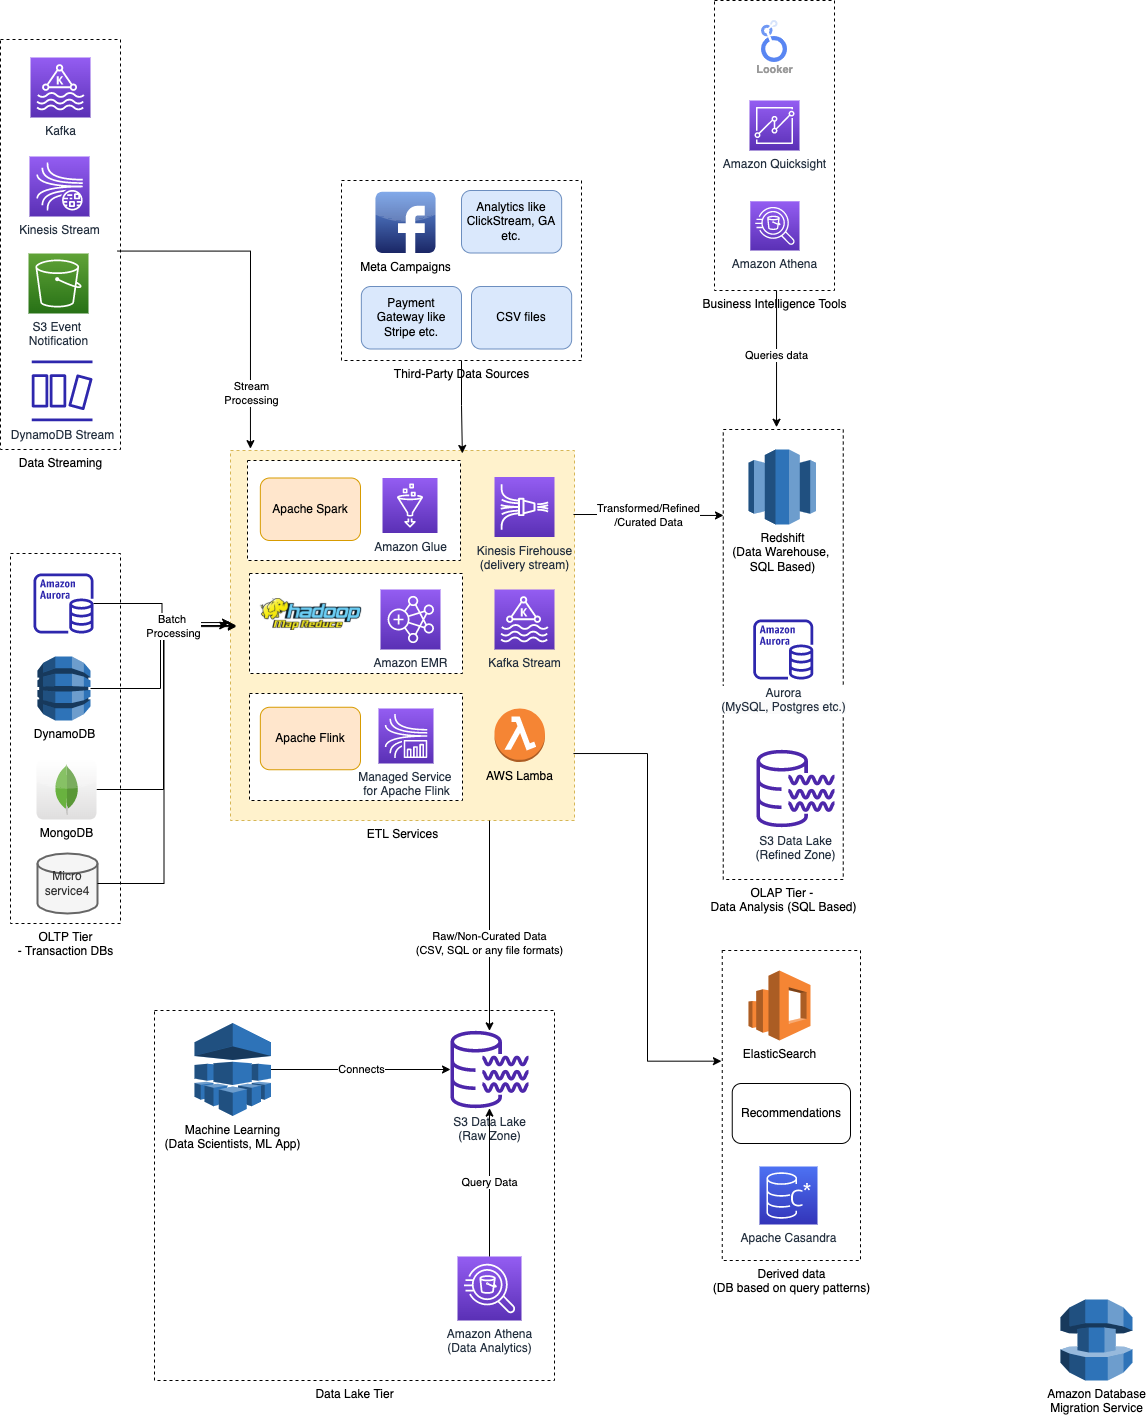 Looker
Amazon Quicksight
Amazon Athena
Business Intelligence Tools
Queries data
K
Kafka
Kinesis Stream
S3 Event
Notification
DynamoDB Stream
Data Streaming
Stream
Processing
f
Meta Campaigns
Analytics like
ClickStream, GA
etc.
Payment
Gateway like
Stripe etc.
CSV files
Third-Party Data Sources
Apache Spark
Amazon Glue
Kinesis Firehouse
(delivery stream)
hadoop
Map Reduce
Amazon EMR
K
Kafka Stream
Apache Flink
Managed Service
for Apache Flink
AWS Lamba
ETL Services
Transformed/Refined
/Curated Data
Redshift
(Data Warehouse,
SQL Based)
Amazon
Aurora
Aurora
(MySQL, Postgres etc.)
S3 Data Lake
(Refined Zone)
OLAP Tier -
Data Analysis (SQL Based)
Amazon
Aurora
Batch
Processing
DynamoDB
MongoDB
Micro
service4
OLTP Tier
- Transaction DBs
Raw/Non-Curated Data
(CSV, SQL or any file formats)
Machine Learning
(Data Scientists, ML App)
Connects
S3 Data Lake
(Raw Zone)
Query Data
Amazon Athena
(Data Analytics)
Data Lake Tier
ElasticSearch
Recommendations
C*
Apache Casandra
Derived data
(DB based on query patterns)
Amazon Database
Migration Service